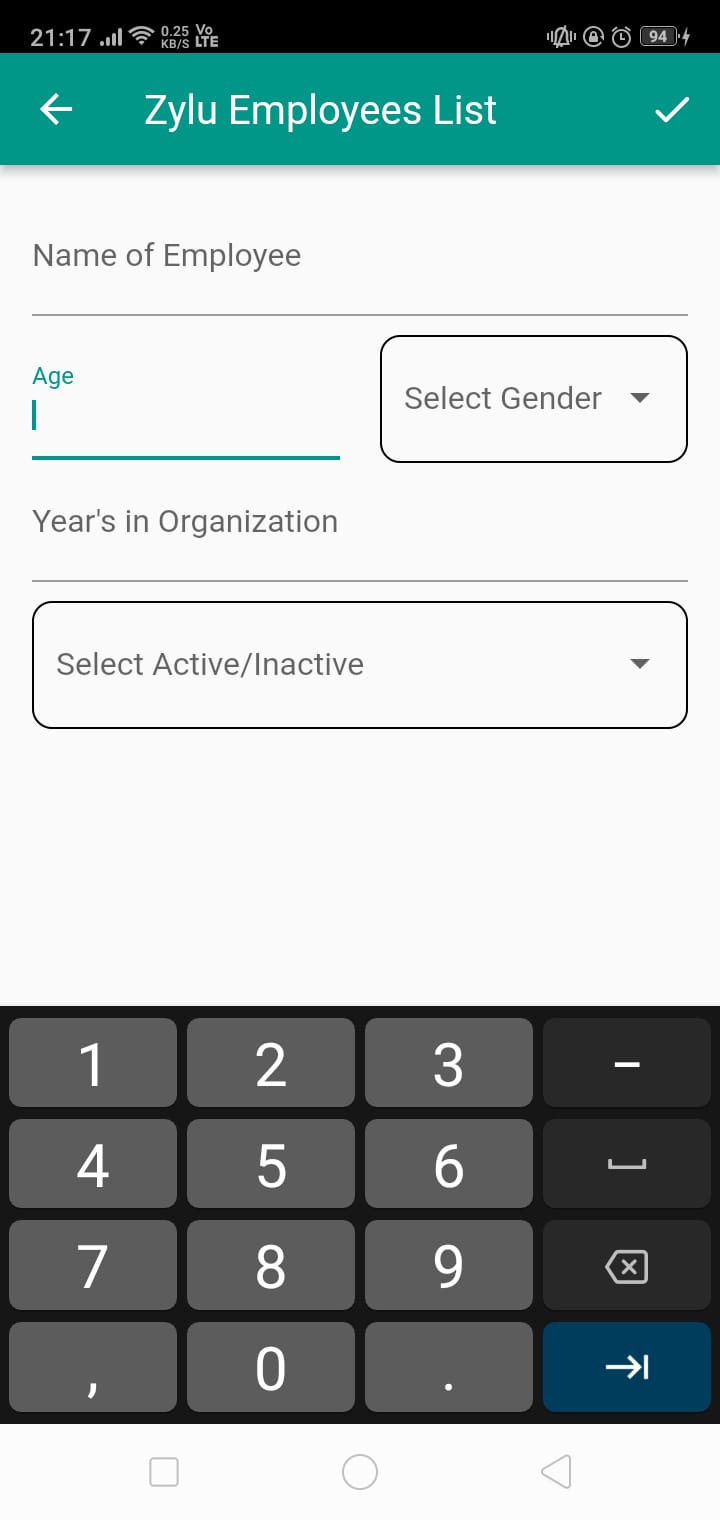 21:17 0.25 KB/S Vo LTE 94
Zylu Employees List
Name of Employee
Age
Select Gender
Year's in Organization
Select Active/Inactive
1 2 3 –
4 5 6
7 8 9
, 0 .